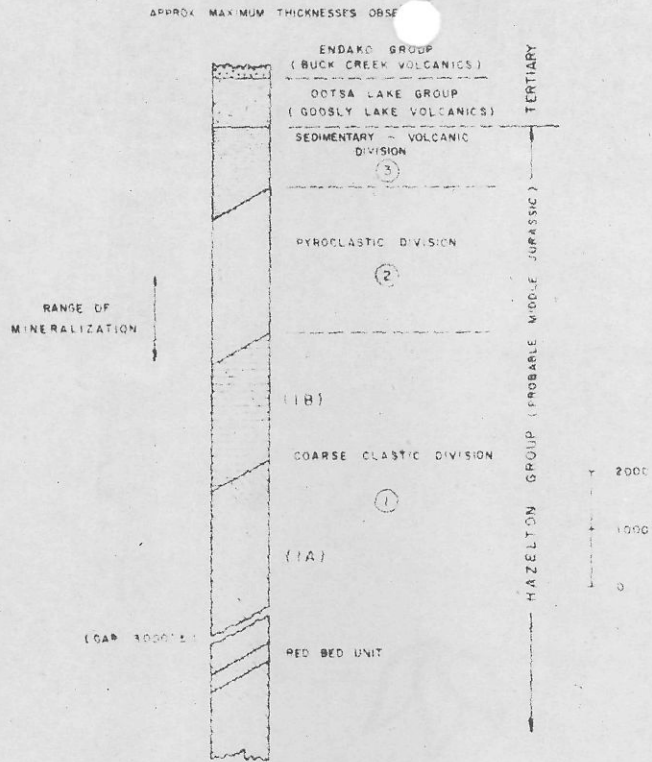 APPROX MAXIMUM THICKNESSES
ENDAKO GROUP
(BUCK CREEK VOLCANICS)
OOTSA LAKE GROUP
(GOOSLY LAKE VOLCANICS)
TERTIARY
SEDIMENTARY - VOLCANIC
DIVISION
3
PYROCLASTIC DIVISION
2
RANGE OF
MINERALIZATION
(1B)
COARSE CLASTIC DIVISION
1
(1A)
HAZELTON GROUP (PROBABLE MIDDLE JURASSIC)
2000
1000
0
(GAP
RED BED UNIT